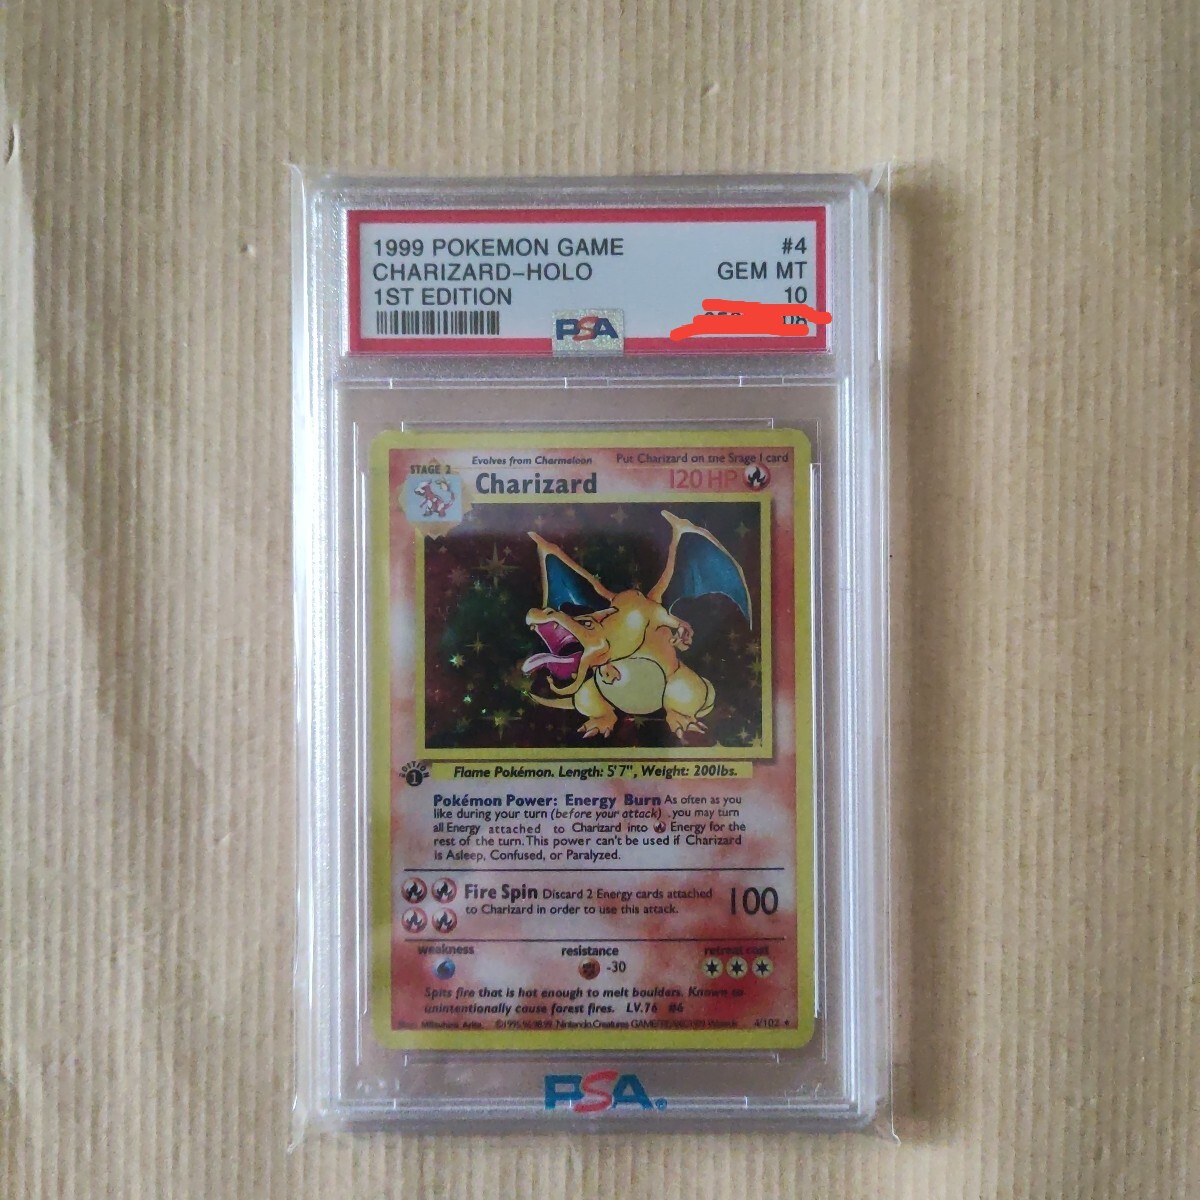 1999 POKEMON GAME #4
CHARIZARD-HOLO GEM MT
1ST EDITION 10
PSA
STAGE 2 Evolves from Charmeleon Put Charizard on the Stage 1 card
Charizard 120 HP
EDITION 1
Flame Pokémon. Length: 5'7", Weight: 200lbs.
Pokémon Power: Energy Burn As often as you
like during your turn (before your attack), you may turn
all Energy attached to Charizard into Energy for the
rest of the turn. This power can't be used if Charizard
is Asleep, Confused, or Paralyzed.
Fire Spin Discard 2 Energy cards attached 100
to Charizard in order to use this attack.
weakness resistance retreat cost
-30
Spits fire that is hot enough to melt boulders. Known to
unintentionally cause forest fires. LV.76 #6
Mitsuhiro Arita 4/102
PSA®